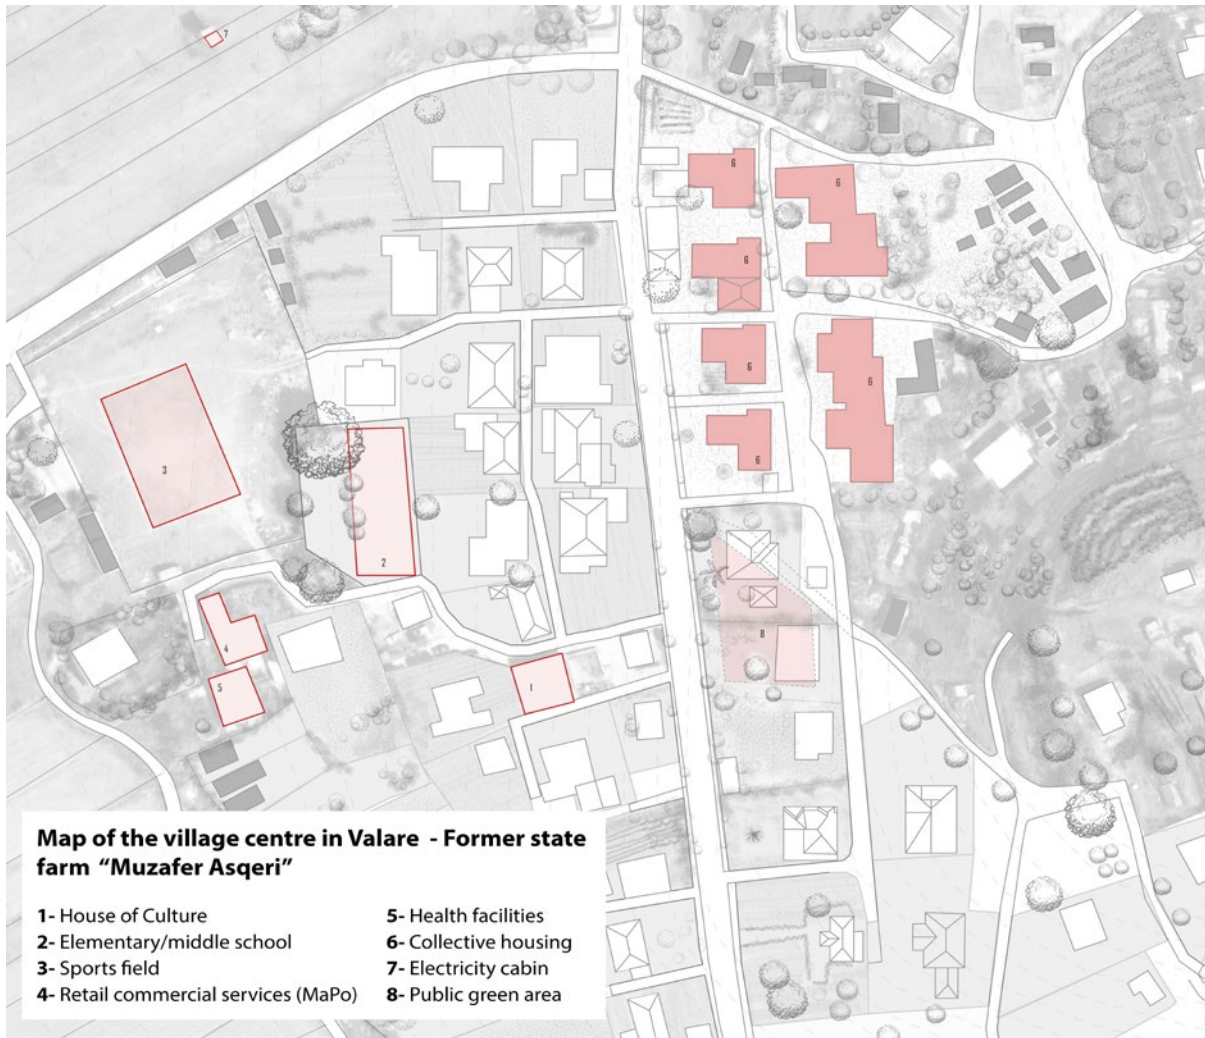 7
6
6
6
6
6
6
3
2
8
4
5
1
Map of the village centre in Valare - Former state
farm “Muzafer Asqeri”
1- House of Culture
2- Elementary/middle school
3- Sports field
4- Retail commercial services (MaPo)
5- Health facilities
6- Collective housing
7- Electricity cabin
8- Public green area